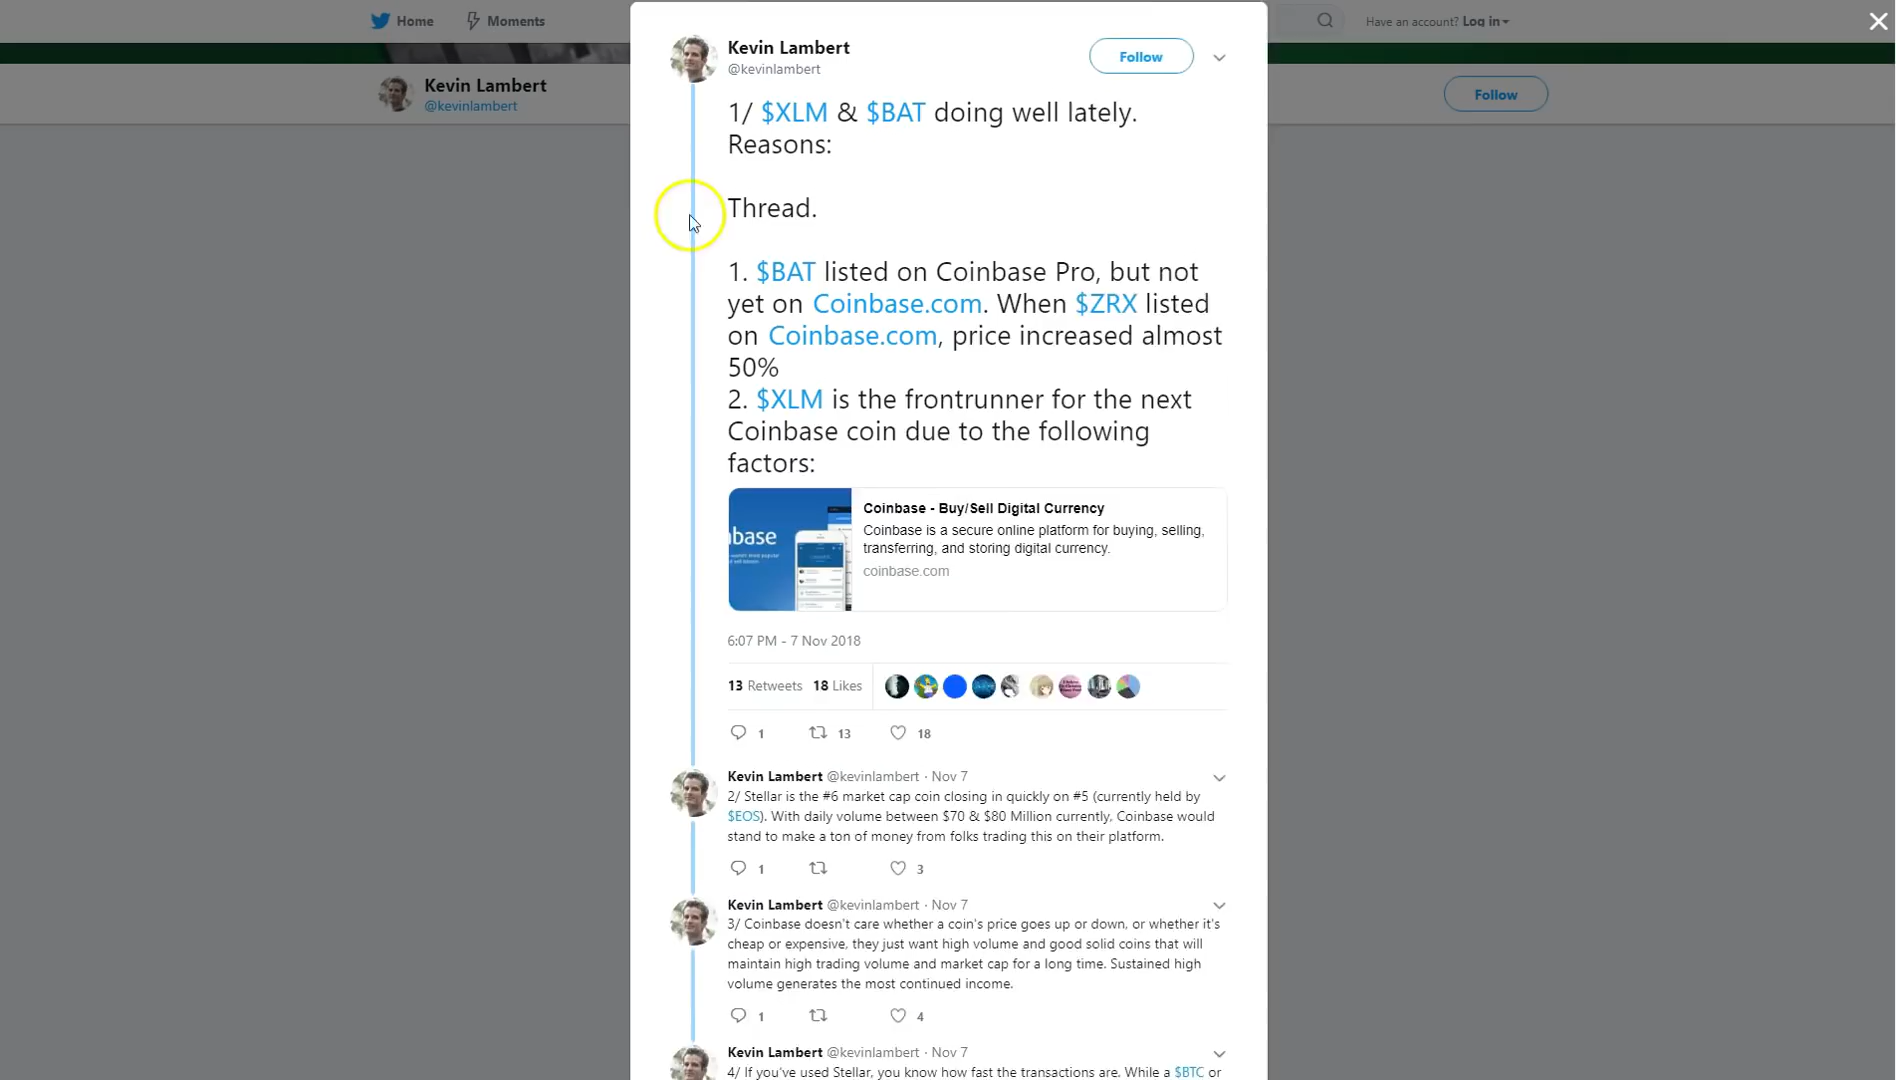 Home
Moments
Have an account? Log in
Kevin Lambert
@kevinlambert
Follow
Kevin Lambert
@kevinlambert
Follow
1/ $XLM & $BAT doing well lately.
Reasons:
Thread.
1. $BAT listed on Coinbase Pro, but not
yet on Coinbase.com. When $ZRX listed
on Coinbase.com, price increased almost
50%
2. $XLM is the frontrunner for the next
Coinbase coin due to the following
factors:
nbase
Coinbase - Buy/Sell Digital Currency
Coinbase is a secure online platform for buying, selling,
transferring, and storing digital currency.
coinbase.com
6:07 PM - 7 Nov 2018
13 Retweets 18 Likes
1 13 18
Kevin Lambert @kevinlambert · Nov 7
2/ Stellar is the #6 market cap coin closing in quickly on #5 (currently held by
$EOS). With daily volume between $70 & $80 Million currently, Coinbase would
stand to make a ton of money from folks trading this on their platform.
1 3
Kevin Lambert @kevinlambert · Nov 7
3/ Coinbase doesn't care whether a coin's price goes up or down, or whether it's
cheap or expensive, they just want high volume and good solid coins that will
maintain high trading volume and market cap for a long time. Sustained high
volume generates the most continued income.
1 4
Kevin Lambert @kevinlambert · Nov 7
4/ If you've used Stellar, you know how fast the transactions are. While a $BTC or